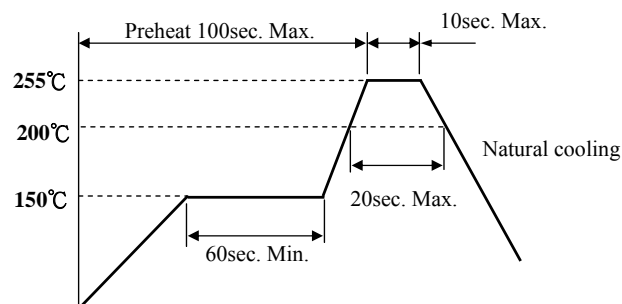 Preheat 100sec. Max.
10sec. Max.
255℃
200℃
Natural cooling
150℃
20sec. Max.
60sec. Min.